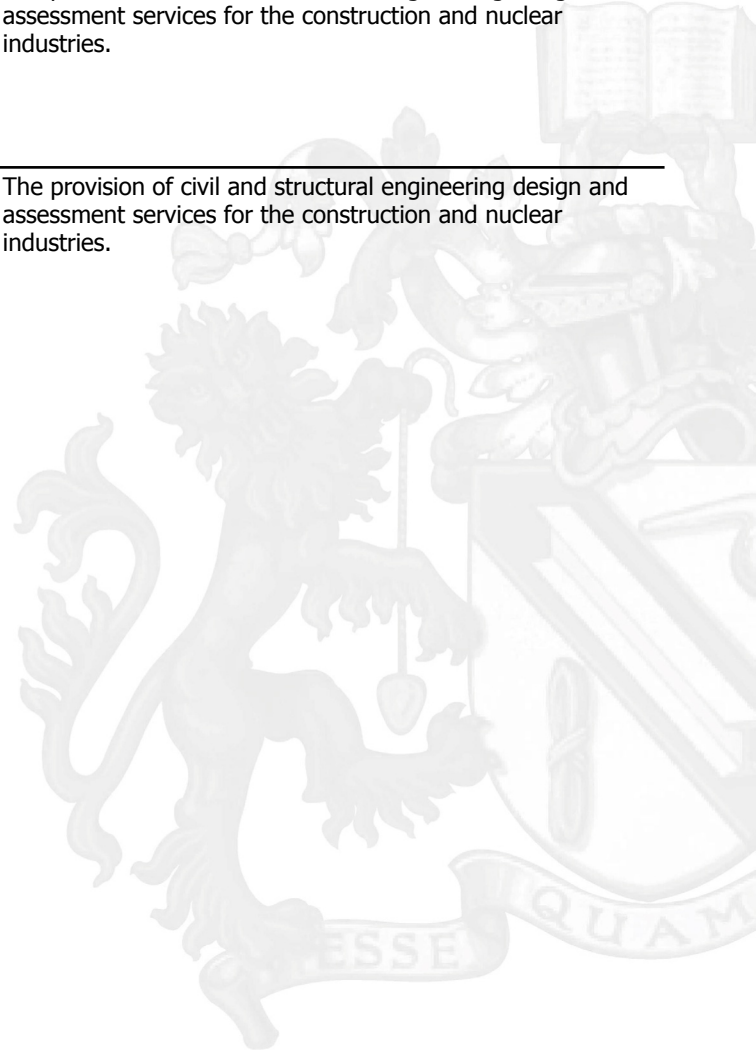 assessment services for the construction and nuclear
industries.
The provision of civil and structural engineering design and
assessment services for the construction and nuclear
industries.
ESSE
QUAM